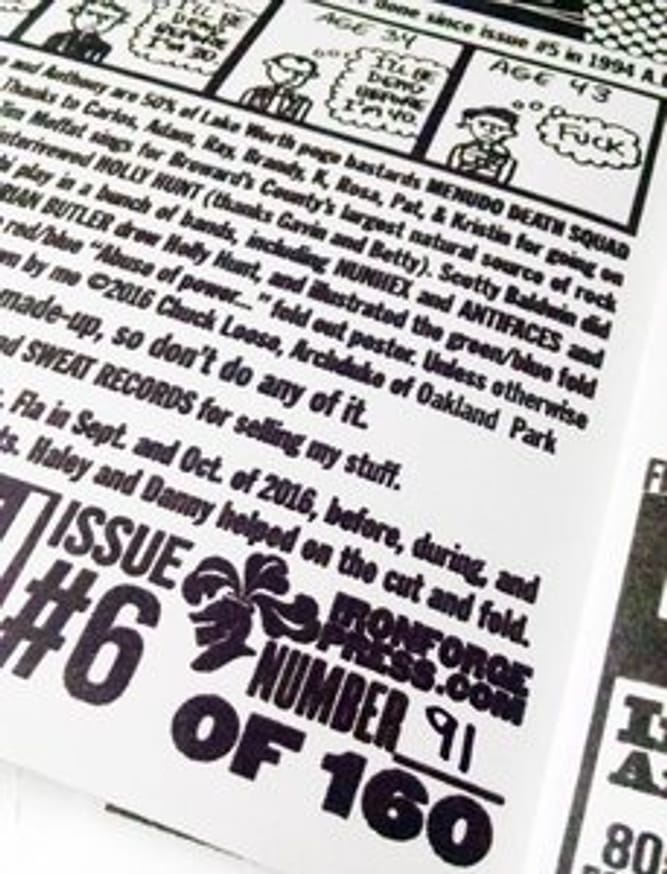 done since issue #5 in 1994 A.
I'LL BE
DEAD
BEFORE
I'M 30.
AGE 34
I'LL BE
DEAD
BEFORE
I'M 40.
AGE 43
FUCK
and Anthony are 50% of Lake Worth pogo bastards MENUDO DEATH SQUAD
Thanks to Carlos, Adam, Ray, Brandy, K, Rosa, Pat, & Kristin for going on
Tim Moffat sings for Broward's County's largest natural source of rock
interviewed HOLLY HUNT (thanks Gavin and Betty). Scotty Baldwin did
play in a bunch of bands, including NUNHEX and ANTIFACES and
BRIAN BUTLER drew Holly Hunt, and illustrated the green/blue fold
red/blue "Abuse of power..." fold out poster. Unless otherwise
by me ©2016 Chuck Loose, Archduke of Oakland Park
made-up, so don't do any of it.
SWEAT RECORDS for selling my stuff.
Fla in Sept. and Oct. of 2016, before, during, and
Haley and Danny helped on the cut and fold.
ISSUE
#6
IRONFORGE
PRESS.COM
NUMBER 91
OF 160
80